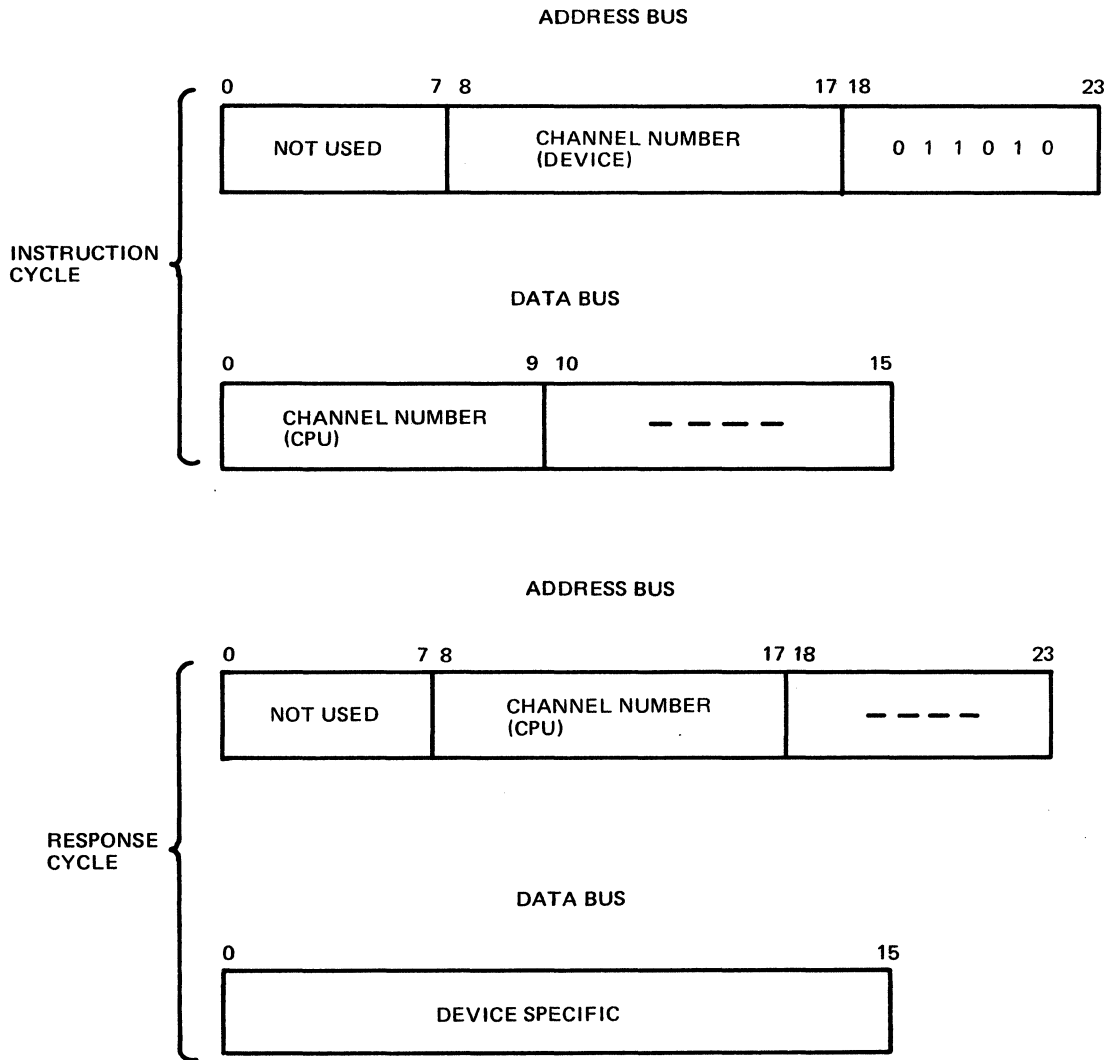 ADDRESS BUS
0 7 8 17 18 23
NOT USED
CHANNEL NUMBER
(DEVICE)
0 1 1 0 1 0
INSTRUCTION
CYCLE
DATA BUS
0 9 10 15
CHANNEL NUMBER
(CPU)
— — — —
ADDRESS BUS
0 7 8 17 18 23
NOT USED
CHANNEL NUMBER
(CPU)
— — — —
RESPONSE
CYCLE
DATA BUS
0 15
DEVICE SPECIFIC